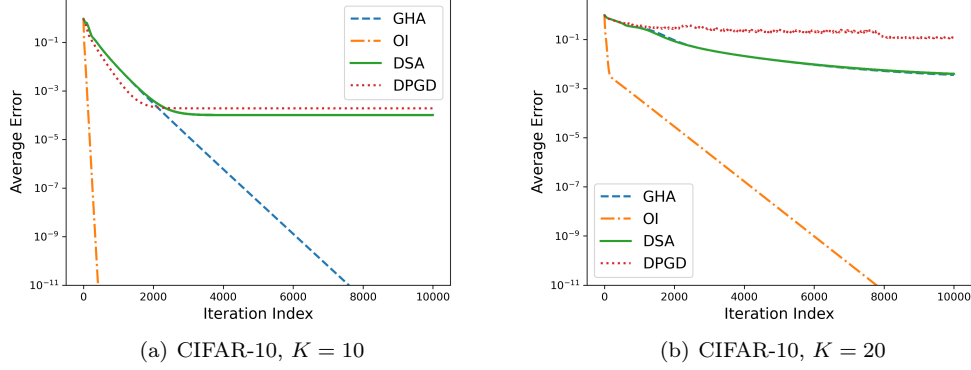 GHA
OI
DSA
DPGD
10⁻¹
10⁻³
10⁻⁵
10⁻⁷
10⁻⁹
10⁻¹¹
Average Error
0 2000 4000 6000 8000 10000
Iteration Index
(a) CIFAR-10, K = 10
10⁻¹
10⁻³
10⁻⁵
10⁻⁷
10⁻⁹
10⁻¹¹
Average Error
GHA
OI
DSA
DPGD
0 2000 4000 6000 8000 10000
Iteration Index
(b) CIFAR-10, K = 20